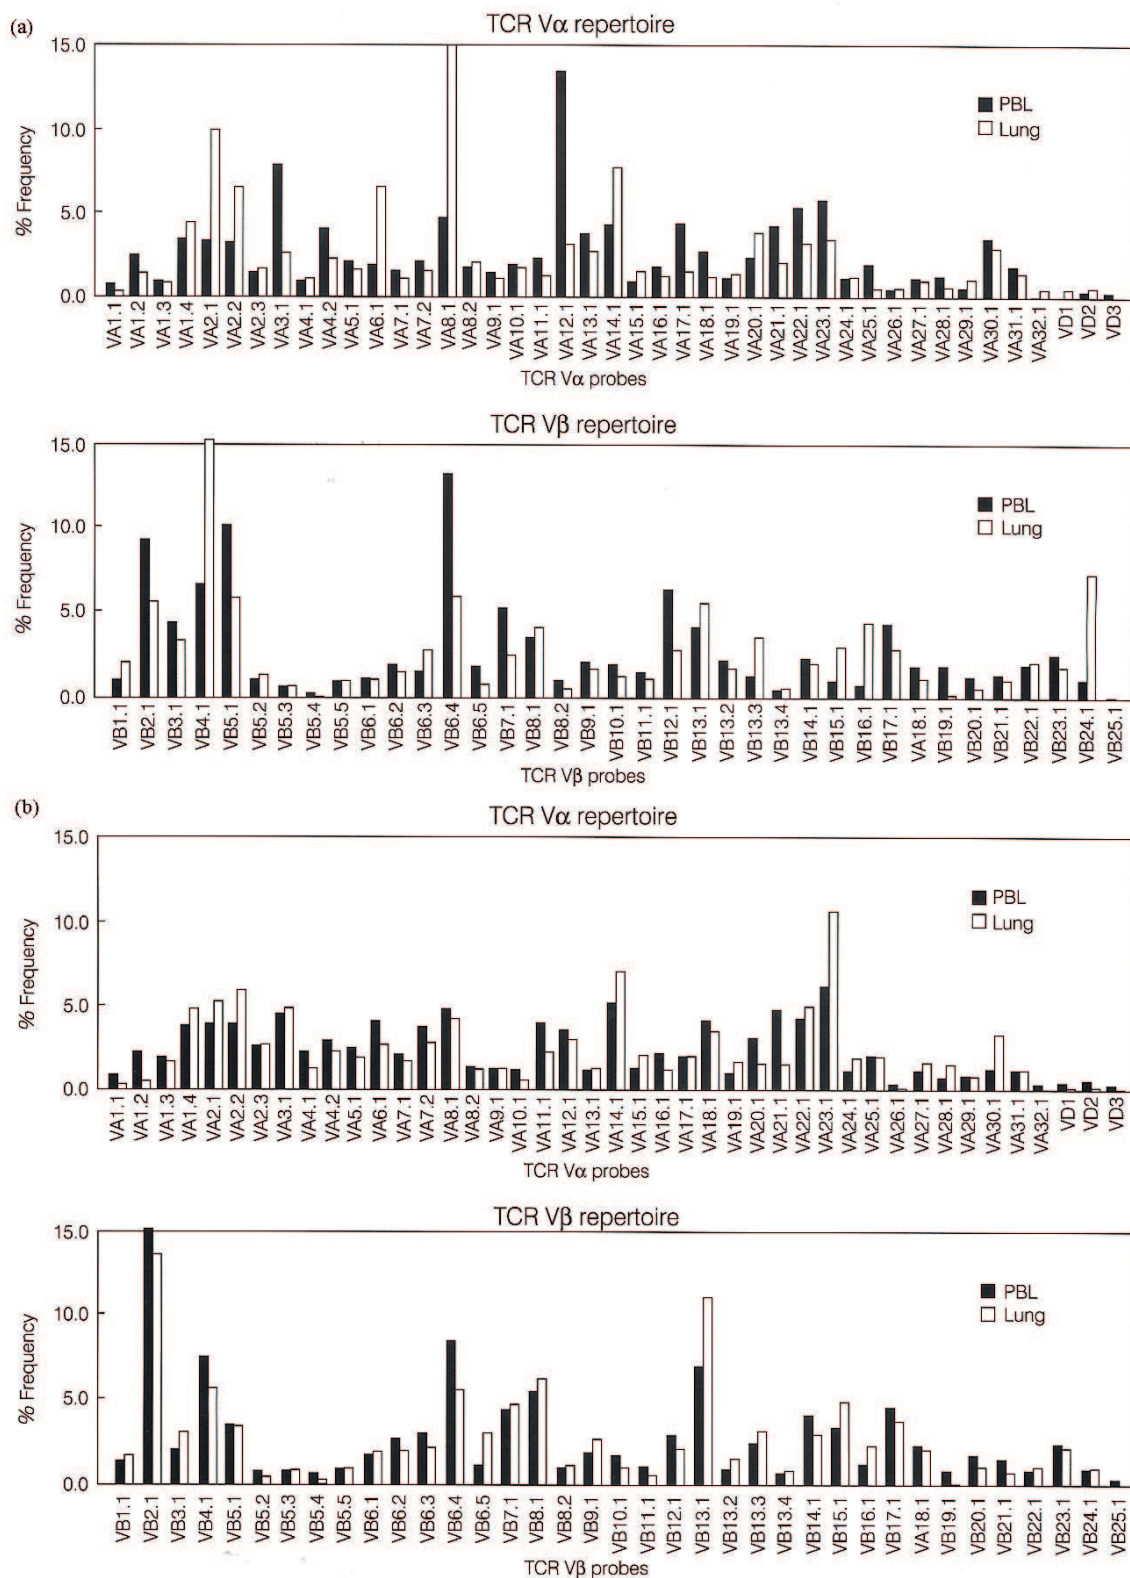 (a)
TCR Vα repertoire
15.0
10.0
5.0
0.0
% Frequency
PBL
Lung
VA1.1 VA1.2 VA1.3 VA1.4 VA2.1 VA2.2 VA2.3 VA3.1 VA4.1 VA4.2 VA5.1 VA6.1 VA7.1 VA7.2 VA8.1 VA8.2 VA9.1 VA10.1 VA11.1 VA12.1 VA13.1 VA14.1 VA15.1 VA16.1 VA17.1 VA18.1 VA19.1 VA20.1 VA21.1 VA22.1 VA23.1 VA24.1 VA25.1 VA26.1 VA27.1 VA28.1 VA29.1 VA30.1 VA31.1 VA32.1 VD1 VD2 VD3
TCR Vα probes
TCR Vβ repertoire
15.0
10.0
5.0
0.0
% Frequency
PBL
Lung
VB1.1 VB2.1 VB3.1 VB4.1 VB5.1 VB5.2 VB5.3 VB5.4 VB5.5 VB6.1 VB6.2 VB6.3 VB6.4 VB6.5 VB7.1 VB8.1 VB8.2 VB9.1 VB10.1 VB11.1 VB12.1 VB13.1 VB13.2 VB13.3 VB13.4 VB14.1 VB15.1 VB16.1 VB17.1 VA18.1 VB19.1 VB20.1 VB21.1 VB22.1 VB23.1 VB24.1 VB25.1
TCR Vβ probes
(b)
TCR Vα repertoire
15.0
10.0
5.0
0.0
% Frequency
PBL
Lung
VA1.1 VA1.2 VA1.3 VA1.4 VA2.1 VA2.2 VA2.3 VA3.1 VA4.1 VA4.2 VA5.1 VA6.1 VA7.1 VA7.2 VA8.1 VA8.2 VA9.1 VA10.1 VA11.1 VA12.1 VA13.1 VA14.1 VA15.1 VA16.1 VA17.1 VA18.1 VA19.1 VA20.1 VA21.1 VA22.1 VA23.1 VA24.1 VA25.1 VA26.1 VA27.1 VA28.1 VA29.1 VA30.1 VA31.1 VA32.1 VD1 VD2 VD3
TCR Vα probes
TCR Vβ repertoire
15.0
10.0
5.0
0.0
% Frequency
PBL
Lung
VB1.1 VB2.1 VB3.1 VB4.1 VB5.1 VB5.2 VB5.3 VB5.4 VB5.5 VB6.1 VB6.2 VB6.3 VB6.4 VB6.5 VB7.1 VB8.1 VB8.2 VB9.1 VB10.1 VB11.1 VB12.1 VB13.1 VB13.2 VB13.3 VB13.4 VB14.1 VB15.1 VB16.1 VB17.1 VA18.1 VB19.1 VB20.1 VB21.1 VB22.1 VB23.1 VB24.1 VB25.1
TCR Vβ probes